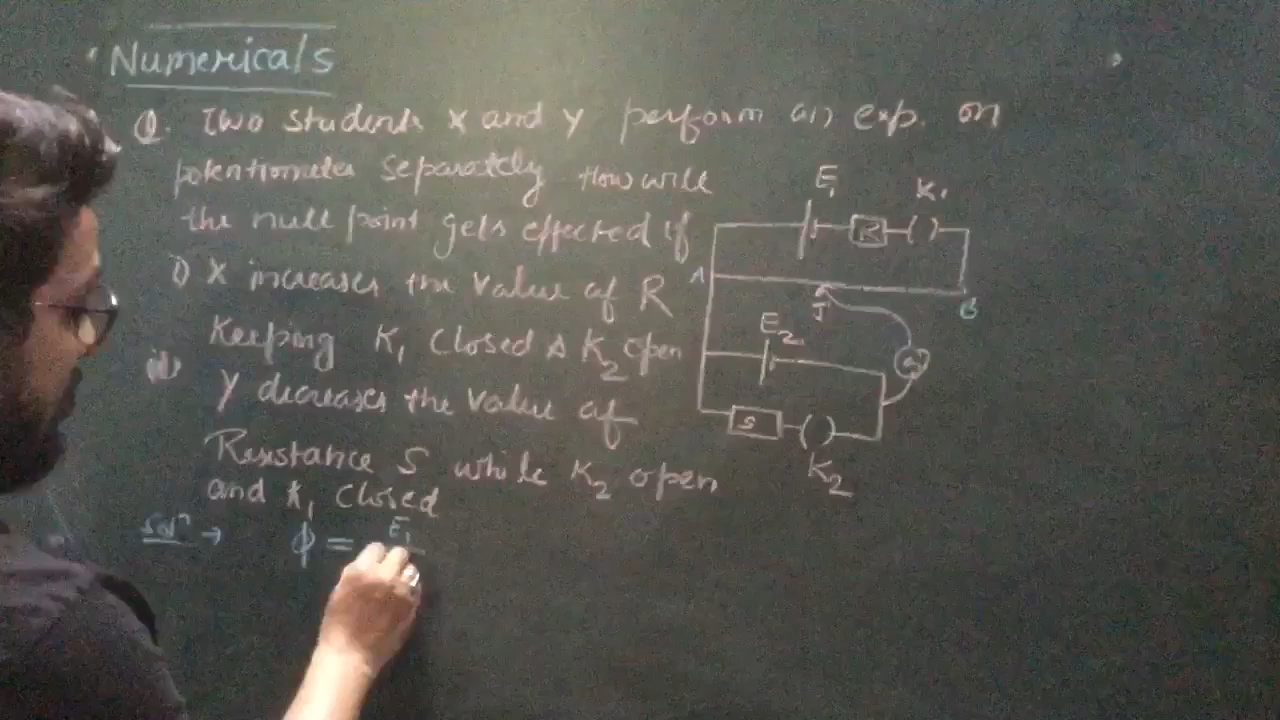 Numericals
Q. Two students X and Y perform an exp. on
potentiometer separately How will
the null point gets effected if
i) X increases the value of R
Keeping K1 closed & K2 open
ii) Y decreases the value of
Resistance S while K2 open
and K1 closed
Solⁿ → ϕ = E1
E1
R
K1
A
B
J
E2
G
S
K2